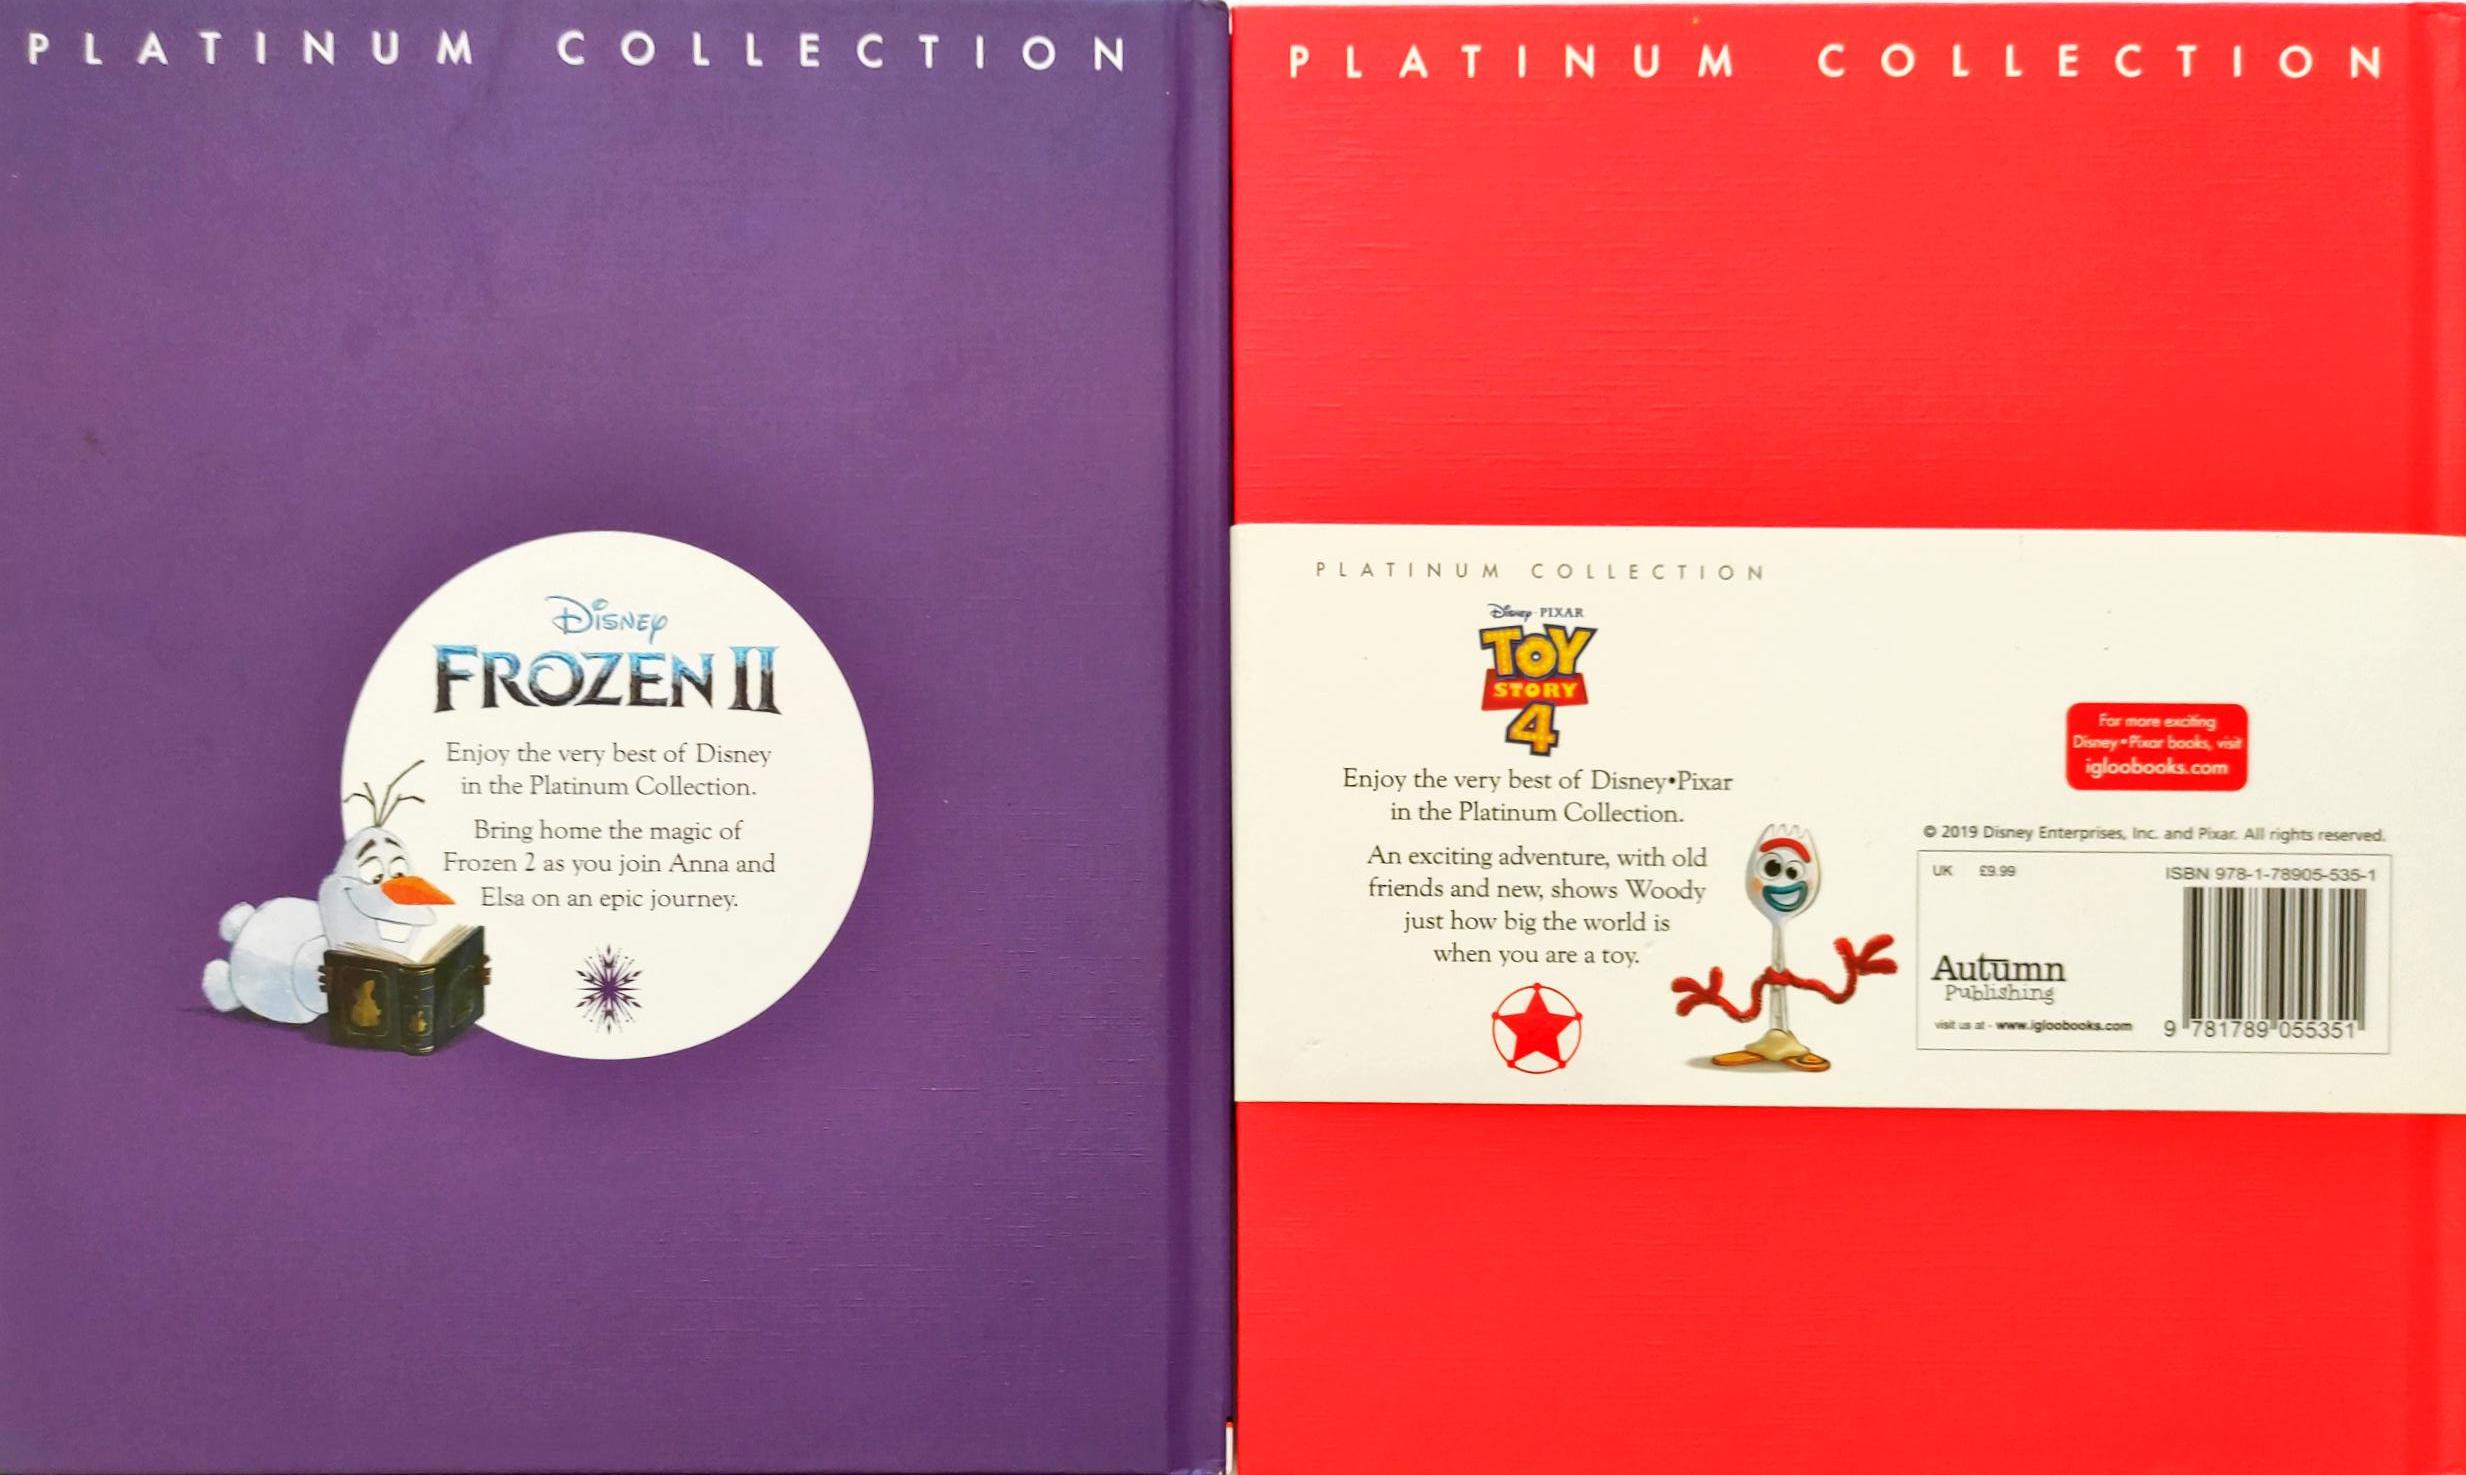 PLATINUM COLLECTION
Disney
FROZEN II
Enjoy the very best of Disney
in the Platinum Collection.
Bring home the magic of
Frozen 2 as you join Anna and
Elsa on an epic journey.
PLATINUM COLLECTION
PLATINUM COLLECTION
Disney • PIXAR
TOY
STORY
4
Enjoy the very best of Disney•Pixar
in the Platinum Collection.
An exciting adventure, with old
friends and new, shows Woody
just how big the world is
when you are a toy.
For more exciting
Disney • Pixar books, visit
igloobooks.com
© 2019 Disney Enterprises, Inc. and Pixar. All rights reserved.
UK £9.99
ISBN 978-1-78905-535-1
Autumn
Publishing
visit us at - www.igloobooks.com
9 781789 055351